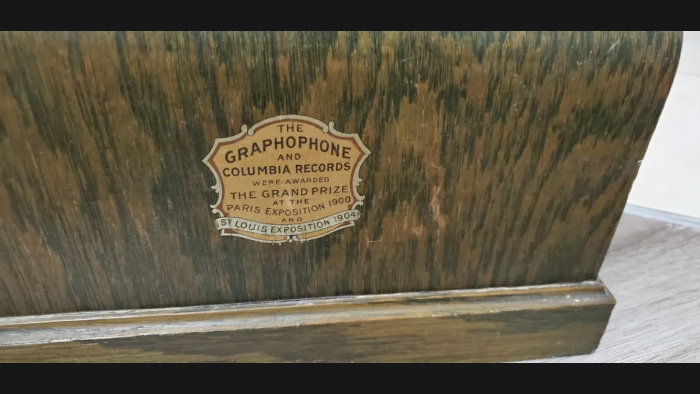 THE
GRAPHOPHONE
AND
COLUMBIA RECORDS
WERE AWARDED
THE GRAND PRIZE
AT THE
PARIS EXPOSITION 1900
AND
ST LOUIS EXPOSITION 1904